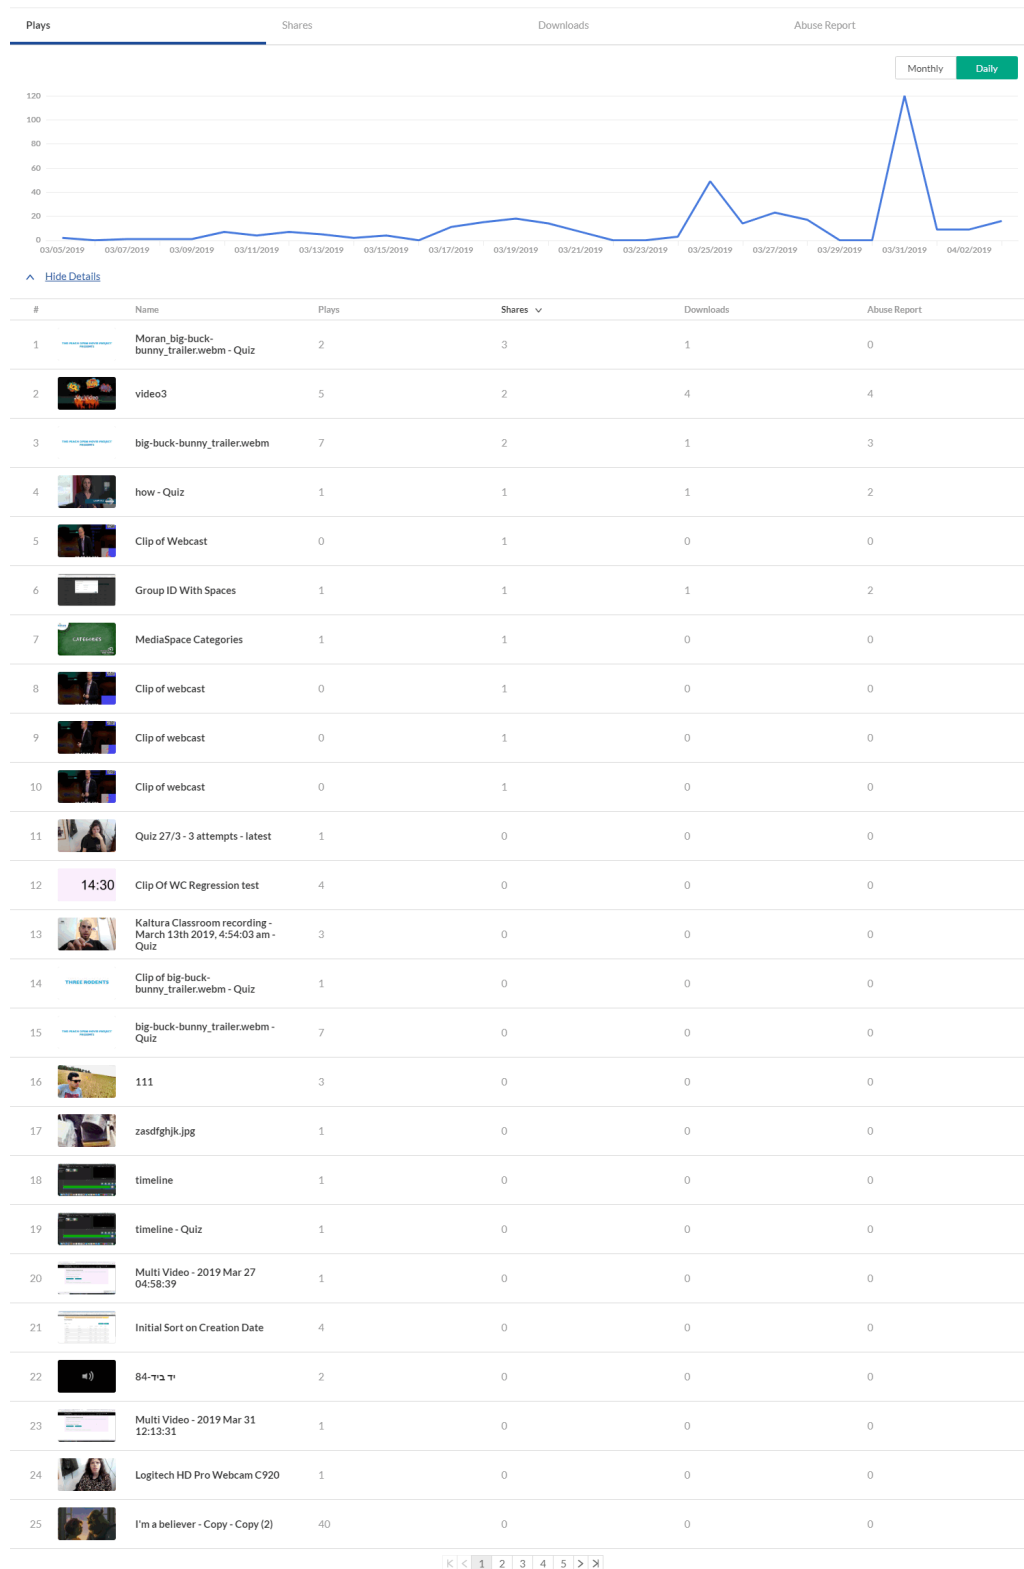 Plays Shares Downloads Abuse Report
Monthly Daily
120
100
80
60
40
20
0
03/05/2019 03/07/2019 03/09/2019 03/11/2019 03/13/2019 03/15/2019 03/17/2019 03/19/2019 03/21/2019 03/23/2019 03/25/2019 03/27/2019 03/29/2019 03/31/2019 04/02/2019
Hide Details
# Name Plays Shares Downloads Abuse Report
1 Moran_big-buck-
bunny_trailer.webm - Quiz 2 3 1 0
2 video3 5 2 4 4
3 big-buck-bunny_trailer.webm 7 2 1 3
4 how - Quiz 1 1 1 2
5 Clip of Webcast 0 1 0 0
6 Group ID With Spaces 1 1 1 2
7 CATEGORIES MediaSpace Categories 1 1 0 0
8 Clip of webcast 0 1 0 0
9 Clip of webcast 0 1 0 0
10 Clip of webcast 0 1 0 0
11 Quiz 27/3 - 3 attempts - latest 1 0 0 0
12 14:30 Clip Of WC Regression test 4 0 0 0
13 Kaltura Classroom recording -
March 13th 2019, 4:54:03 am -
Quiz 3 0 0 0
14 THREE RODENTS Clip of big-buck-
bunny_trailer.webm - Quiz 1 0 0 0
15 big-buck-bunny_trailer.webm -
Quiz 7 0 0 0
16 111 3 0 0 0
17 zasdfghjk.jpg 1 0 0 0
18 timeline 1 0 0 0
19 timeline - Quiz 1 0 0 0
20 Multi Video - 2019 Mar 27
04:58:39 1 0 0 0
21 Initial Sort on Creation Date 4 0 0 0
22 84-יד ביד 2 0 0 0
23 Multi Video - 2019 Mar 31
12:13:31 1 0 0 0
24 Logitech HD Pro Webcam C920 1 0 0 0
25 I'm a believer - Copy - Copy (2) 40 0 0 0
1 2 3 4 5